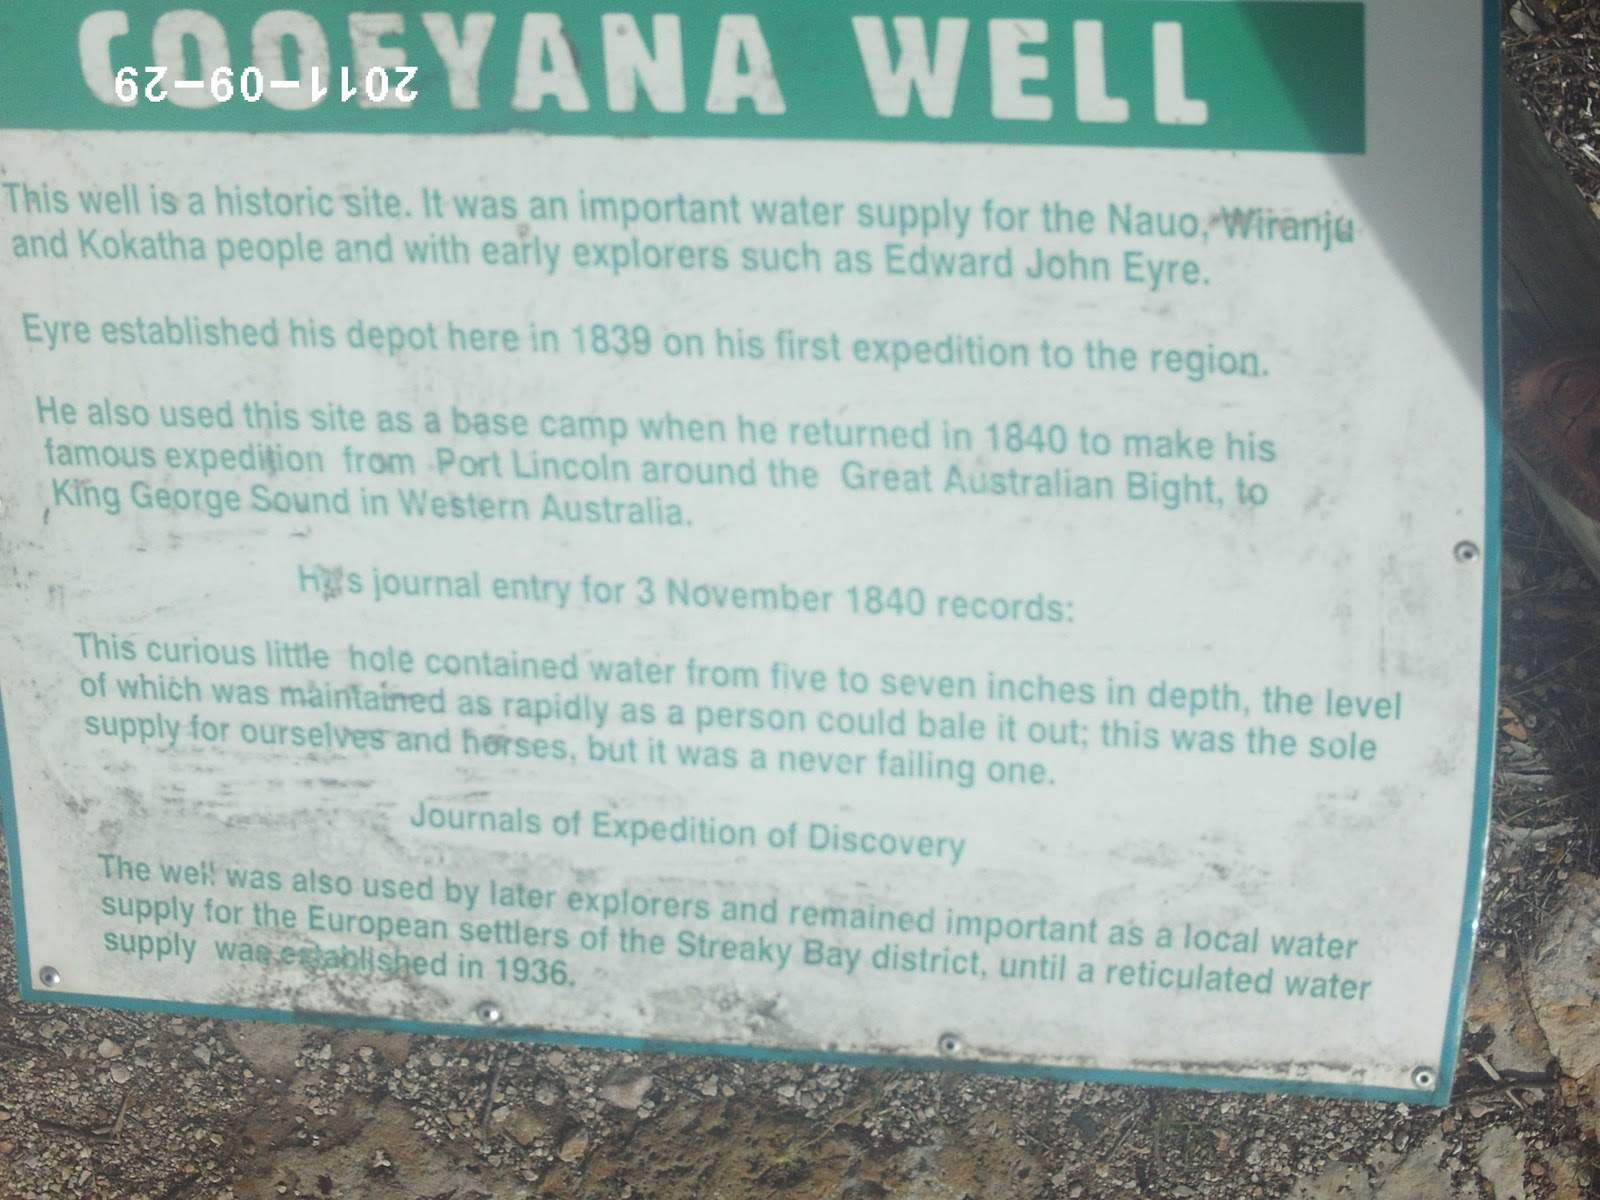 COOEYANA WELL
2011-09-29
This well is a historic site. It was an important water supply for the Nauo, Wiranju
and Kokatha people and with early explorers such as Edward John Eyre.
Eyre established his depot here in 1839 on his first expedition to the region.
He also used this site as a base camp when he returned in 1840 to make his
famous expedition from Port Lincoln around the Great Australian Bight, to
King George Sound in Western Australia.
His journal entry for 3 November 1840 records:
This curious little hole contained water from five to seven inches in depth, the level
of which was maintained as rapidly as a person could bale it out; this was the sole
supply for ourselves and horses, but it was a never failing one.
Journals of Expedition of Discovery
The well was also used by later explorers and remained important as a local water
supply for the European settlers of the Streaky Bay district, until a reticulated water
supply was established in 1936.